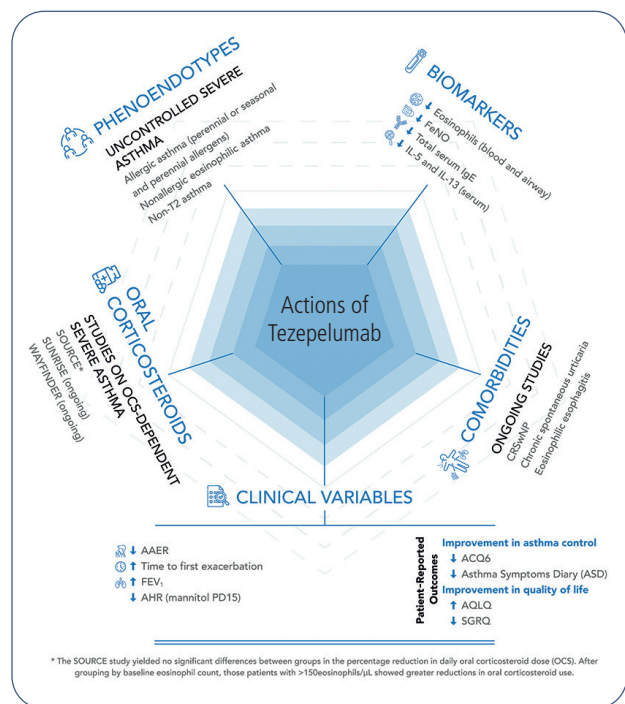 PHENOENDOTYPES
UNCONTROLLED SEVERE
ASTHMA
Allergic asthma (perennial or seasonal
and perennial allergens)
Nonallergic eosinophilic asthma
Non-T2 asthma
BIOMARKERS
↓ Eosinophils (blood and airway)
↓ FeNO
↓ Total serum IgE
↓ IL-5 and IL-13 (serum)
Actions of
Tezepelumab
ORAL
CORTICOSTEROIDS
STUDIES ON OCS-DEPENDENT
SEVERE ASTHMA
SOURCE*
SUNRISE (ongoing)
WAYFINDER (ongoing)
COMORBIDITIES
ONGOING STUDIES
CRSwNP
Chronic spontaneous urticaria
Eosinophilic esophagitis
CLINICAL VARIABLES
↓ AAER
↑ Time to first exacerbation
↑ FEV₁
↓ AHR (mannitol PD15)
Patient-Reported
Outcomes
Improvement in asthma control
↓ ACQ6
↓ Asthma Symptoms Diary (ASD)
Improvement in quality of life
↑ AQLQ
↓ SGRQ
* The SOURCE study yielded no significant differences between groups in the percentage reduction in daily oral corticosteroid dose (OCS). After
grouping by baseline eosinophil count, those patients with >150eosinophils/µL showed greater reductions in oral corticosteroid use.